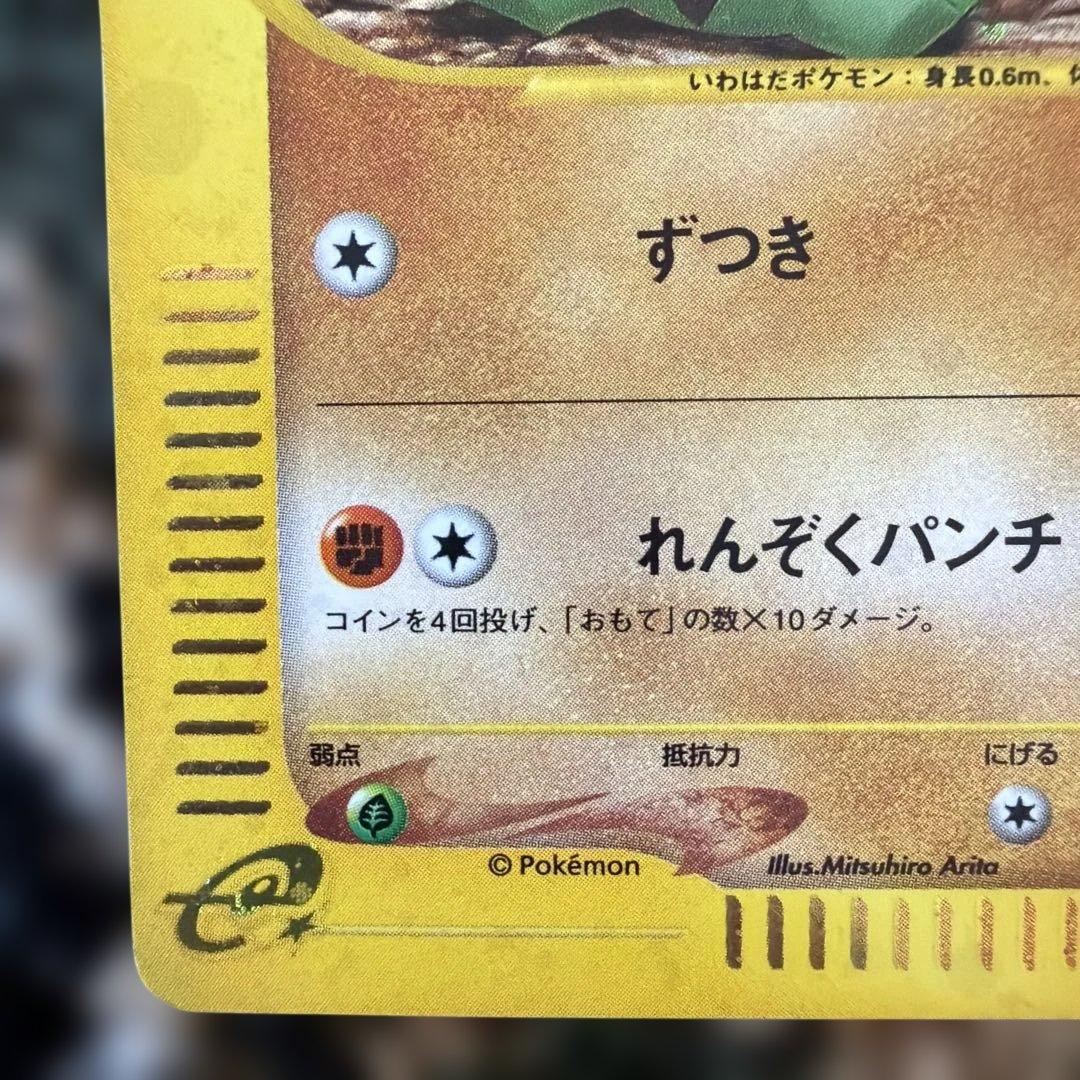 いわはだポケモン：身長0.6m、体
ずつき
れんぞくパンチ
コインを4回投げ、「おもて」の数×10ダメージ。
弱点 抵抗力 にげる
© Pokémon Illus.Mitsuhiro Arita
e